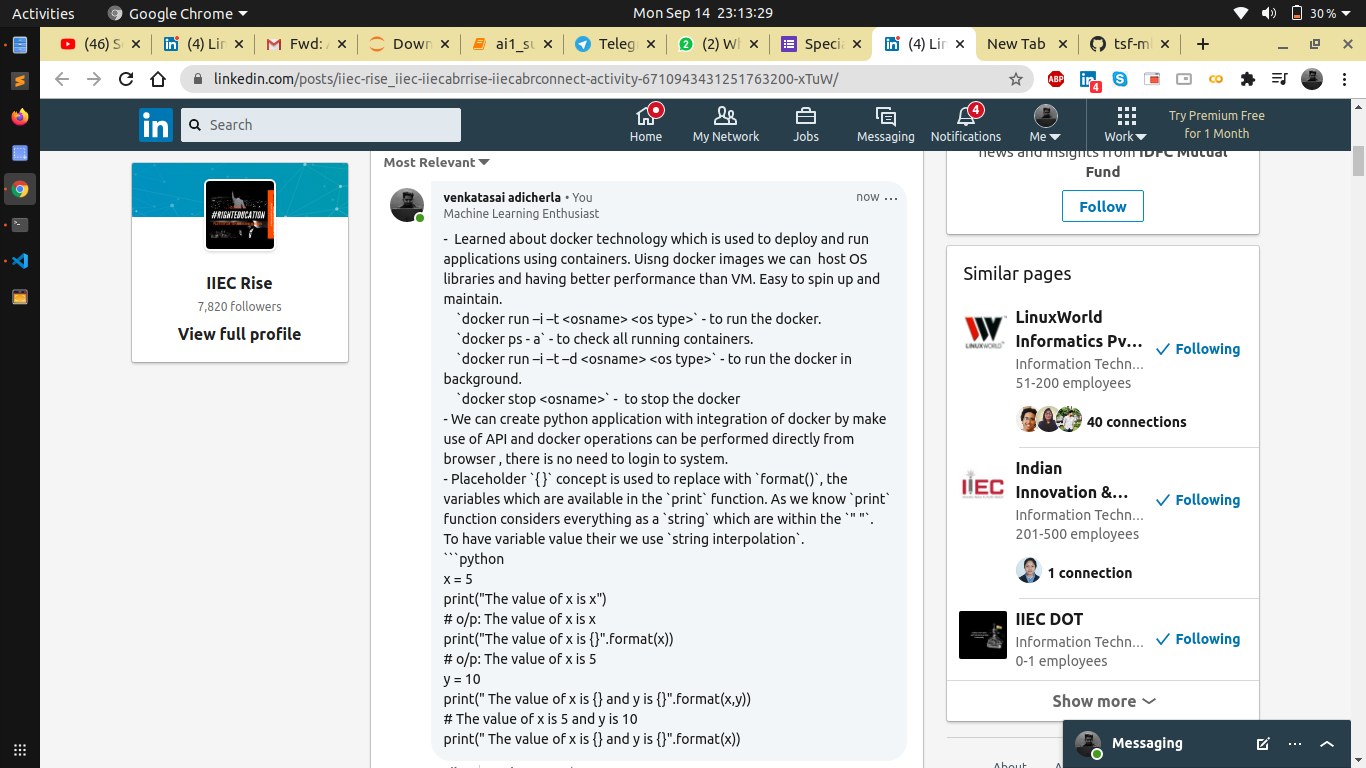 Activities
Google Chrome
Mon Sep 14 23:13:29
30 %
(46) S
(4) Lin
Fwd: A
Down
ai1_su
Teleg
(2) Wh
Specia
(4) Lin
New Tab
tsf-ml
linkedin.com/posts/iiec-rise_iiec-iiecabrrise-iiecabrconnect-activity-6710943431251763200-xTuW/
ABP
4
in
Search
Home
My Network
Jobs
Messaging
4
Notifications
Me
Work
Try Premium Free
for 1 Month
#RIGHTEDUCATION
IIEC Rise
7,820 followers
View full profile
Most Relevant
venkatasai adicherla • You
now
Machine Learning Enthusiast
- Learned about docker technology which is used to deploy and run
applications using containers. Uisng docker images we can host OS
libraries and having better performance than VM. Easy to spin up and
maintain.
`docker run –i –t <osname> <os type>` - to run the docker.
`docker ps - a` - to check all running containers.
`docker run –i –t –d <osname> <os type>` - to run the docker in
background.
`docker stop <osname>` - to stop the docker
- We can create python application with integration of docker by make
use of API and docker operations can be performed directly from
browser , there is no need to login to system.
- Placeholder `{ }` concept is used to replace with `format()`, the
variables which are available in the `print` function. As we know `print`
function considers everything as a `string` which are within the `" "`.
To have variable value their we use `string interpolation`.
```python
x = 5
print("The value of x is x")
# o/p: The value of x is x
print("The value of x is {}".format(x))
# o/p: The value of x is 5
y = 10
print(" The value of x is {} and y is {}".format(x,y))
# The value of x is 5 and y is 10
print(" The value of x is {} and y is {}".format(x))
news and insights from IDFC Mutual
Fund
Follow
Similar pages
LINUXWORLD
LinuxWorld
Informatics Pv...
Following
Information Techn...
51-200 employees
40 connections
IIEC
Indian
Innovation &...
Following
Information Techn...
201-500 employees
1 connection
IIEC DOT
Following
Information Techn...
0-1 employees
Show more
Messaging
About